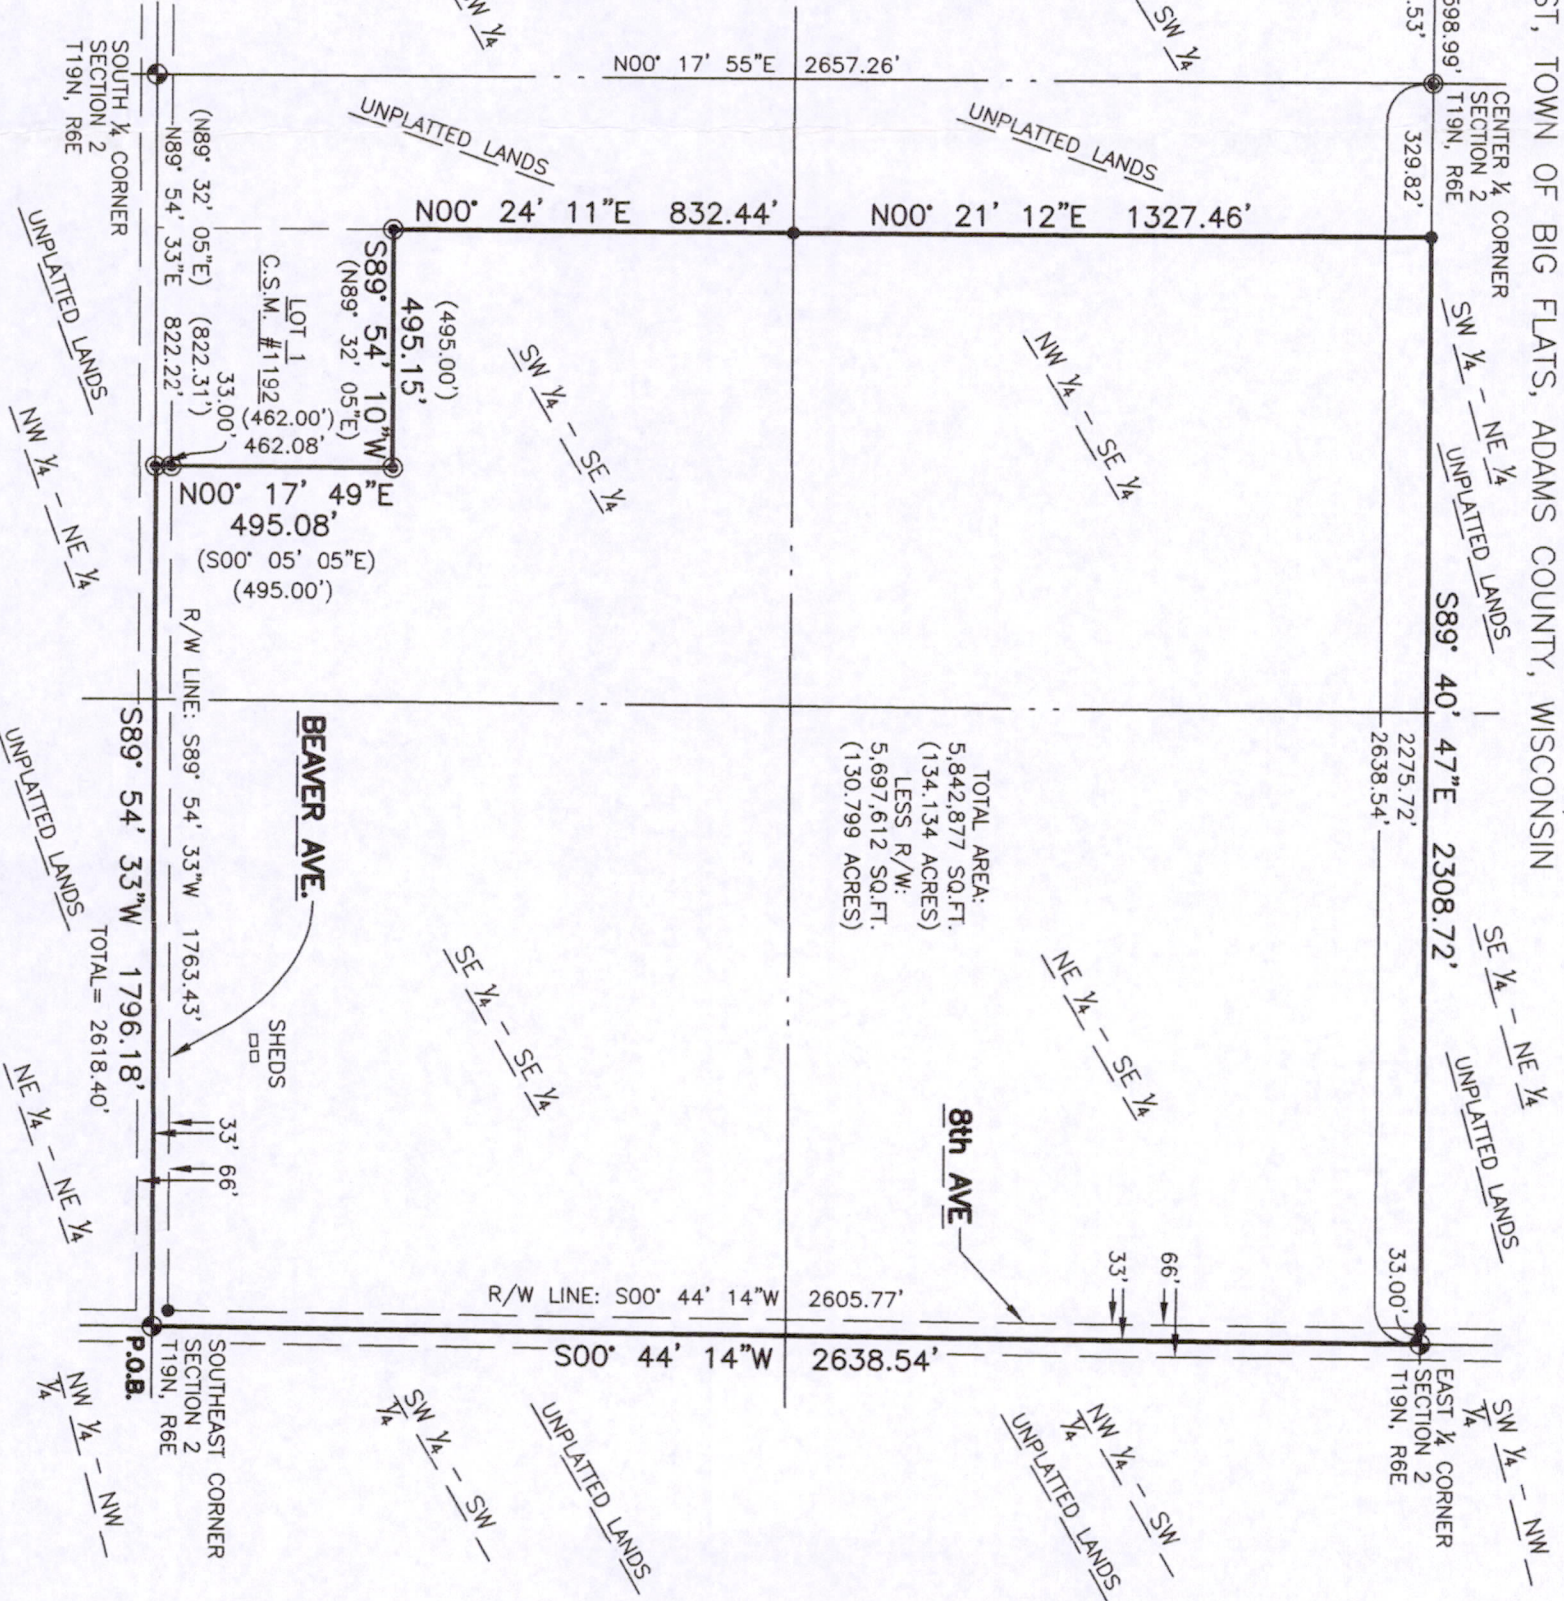 ST, TOWN OF BIG FLATS, ADAMS COUNTY, WISCONSIN
598.99'
.53'
CENTER ¼ CORNER
SECTION 2
T19N, R6E
329.82'
SW ¼
W ¼
N00° 17' 55"E 2657.26'
UNPLATTED LANDS
UNPLATTED LANDS
SOUTH ¼ CORNER
SECTION 2
T19N, R6E
N00° 24' 11"E 832.44'
N00° 21' 12"E 1327.46'
SW ¼ - NE ¼
UNPLATTED LANDS
S89° 40' 47"E 2308.72'
2275.72'
2638.54'
SE ¼ - NE ¼
UNPLATTED LANDS
33.00'
(495.00')
495.15'
S89° 54' 10"W
(N89° 32' 05"E)
LOT 1
C.S.M. #1192
(462.00')
462.08'
33.00'
(N89° 32' 05"E) (822.31')
N89° 54' 33"E 822.22'
N00° 17' 49"E
495.08'
(S00° 05' 05"E)
(495.00')
UNPLATTED LANDS
NW ¼ - NE ¼
SW ¼ - SE ¼
NW ¼ - SE ¼
TOTAL AREA:
5,842,877 SQ.FT.
(134.134 ACRES)
LESS R/W:
5,697,612 SQ.FT.
(130.799 ACRES)
BEAVER AVE.
R/W LINE: S89° 54' 33"W 1763.43'
S89° 54' 33"W 1796.18'
TOTAL= 2618.40'
UNPLATTED LANDS
NE ¼ - NE ¼
SHEDS
33'
66'
SE ¼ - SE ¼
NE ¼ - SE ¼
8th AVE
33'
66'
R/W LINE: S00° 44' 14"W 2605.77'
S00° 44' 14"W 2638.54'
P.O.B.
SOUTHEAST CORNER
SECTION 2
T19N, R6E
NW ¼ - NW
¼
SW ¼ - SW
¼
UNPLATTED LANDS
NW ¼ - SW
¼
UNPLATTED LANDS
EAST ¼ CORNER
SECTION 2
T19N, R6E
SW ¼ - NW
¼